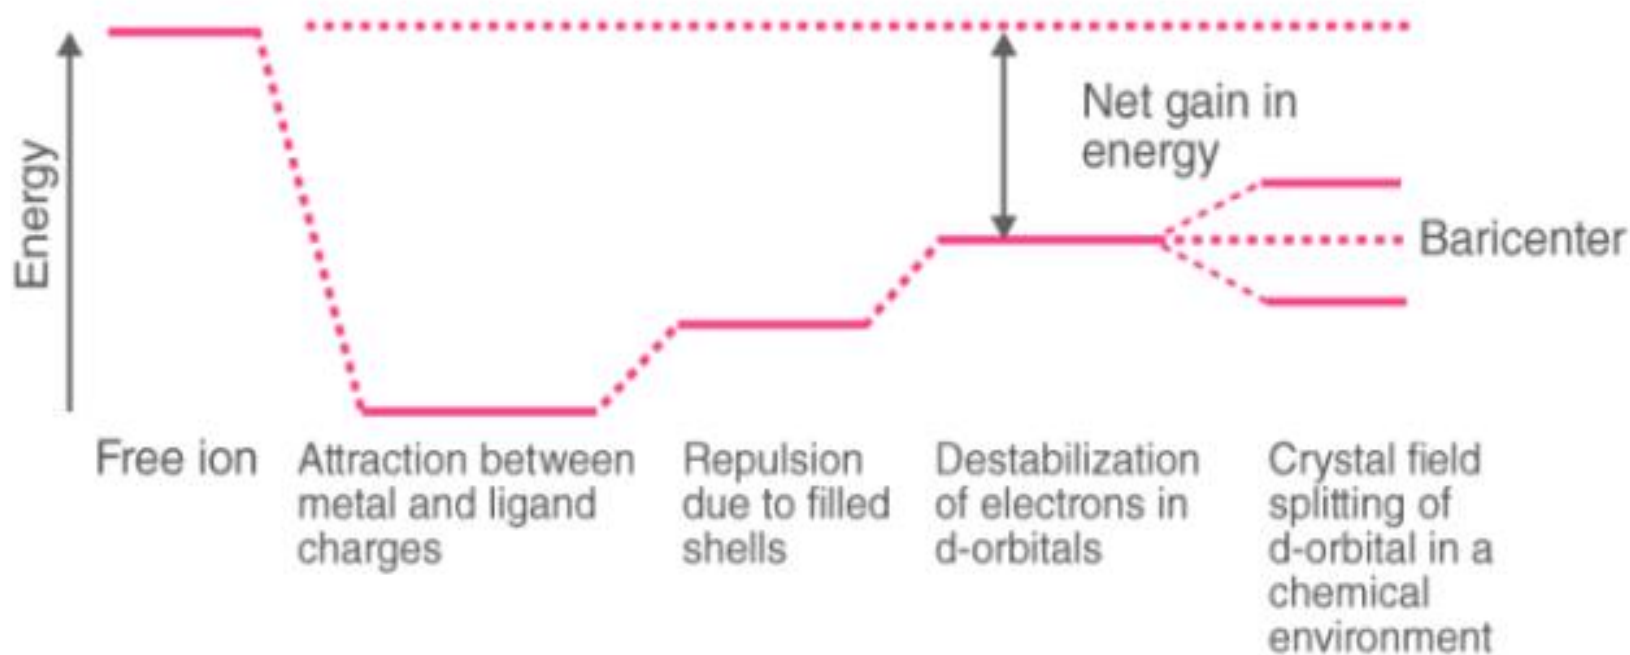 Energy
Net gain in
energy
Baricenter
Free ion
Attraction between
metal and ligand
charges
Repulsion
due to filled
shells
Destabilization
of electrons in
d-orbitals
Crystal field
splitting of
d-orbital in a
chemical
environment